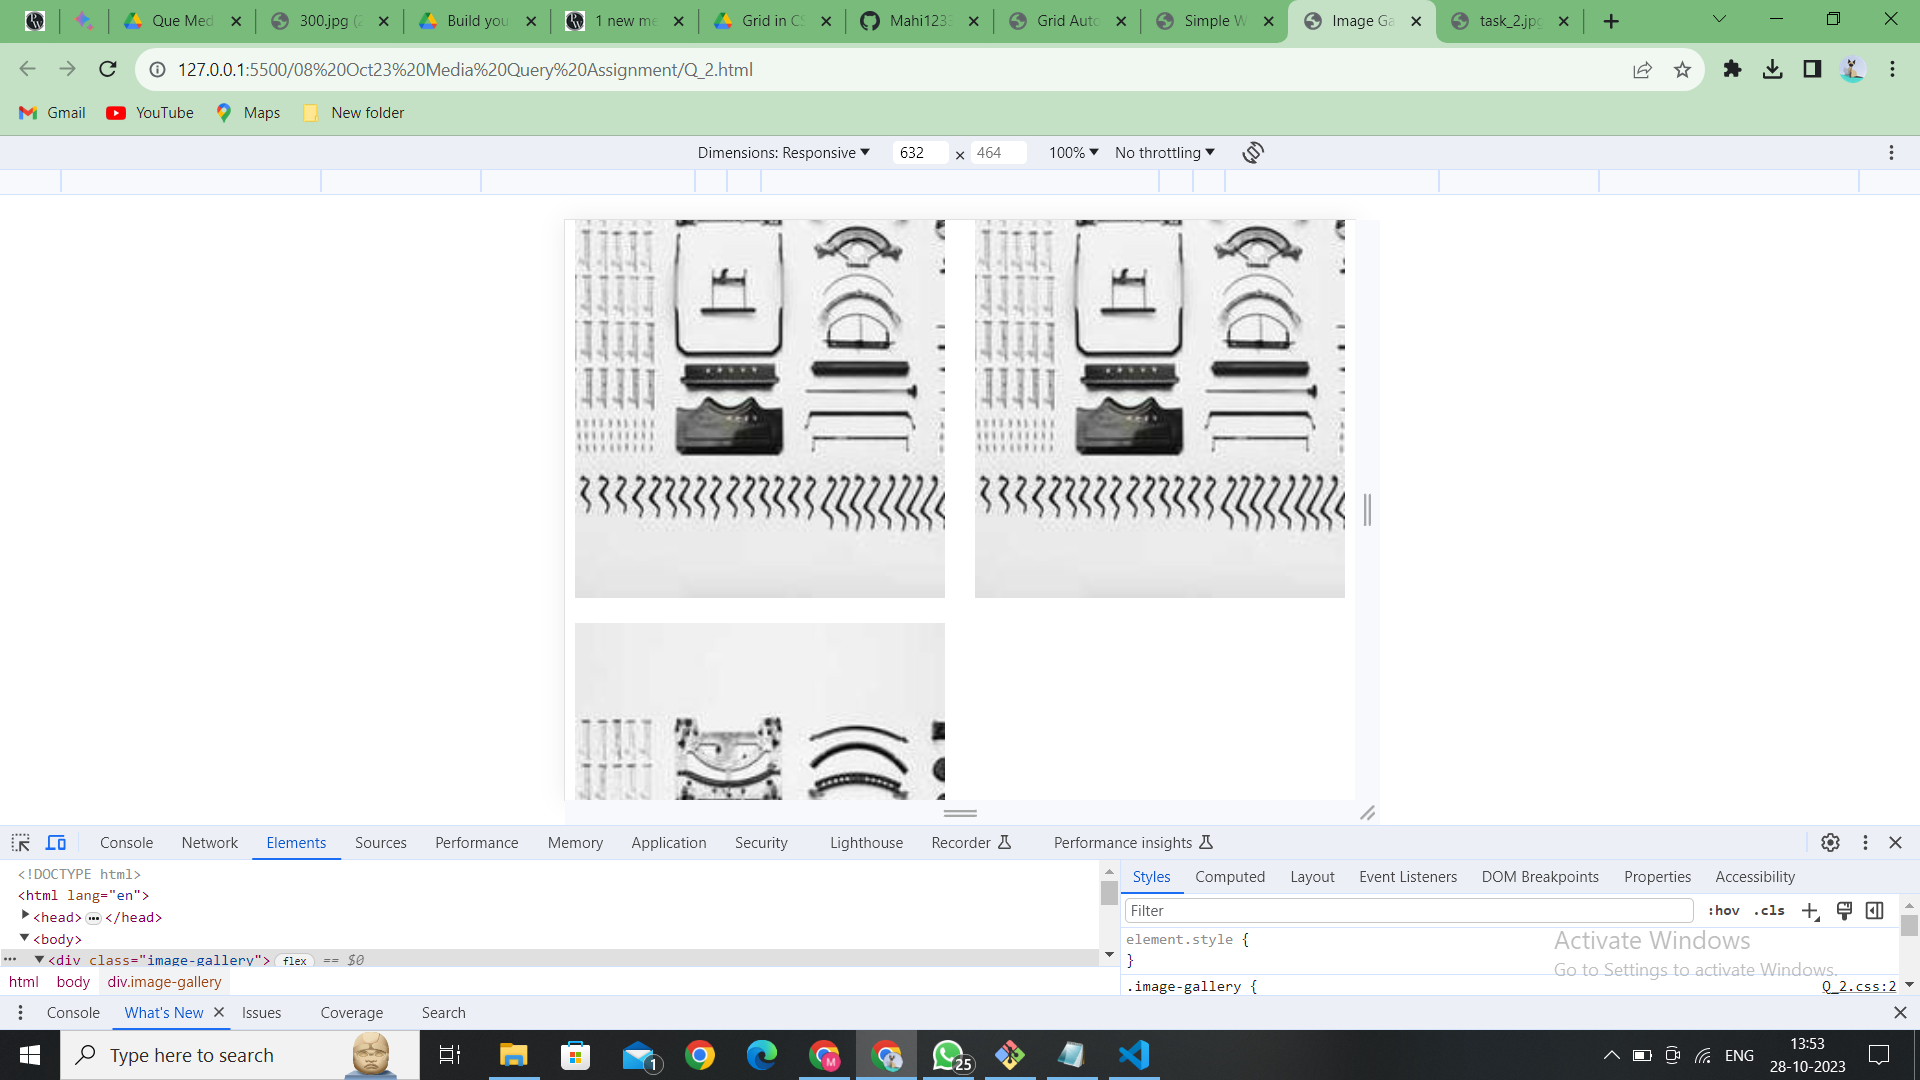 Que Med
300.jpg (2
Build you
1 new me
Grid in CS
Mahi1233
Grid Auto
Simple W
Image Ga
task_2.jpg
127.0.0.1:5500/08%20Oct23%20Media%20Query%20Assignment/Q_2.html
Gmail
YouTube
Maps
New folder
Dimensions: Responsive
632
×
464
100%
No throttling
Console
Network
Elements
Sources
Performance
Memory
Application
Security
Lighthouse
Recorder
Performance insights
<!DOCTYPE html>
<html lang="en">
<head> ••• </head>
<body>
••• <div class="image-gallery"> flex == $0
html body div.image-gallery
Styles
Computed
Layout
Event Listeners
DOM Breakpoints
Properties
Accessibility
Filter
:hov .cls
element.style {
}
.image-gallery {
Q_2.css:2
Activate Windows
Go to Settings to activate Windows.
Console
What's New
Issues
Coverage
Search
Type here to search
1
M
25
ENG
13:53
28-10-2023